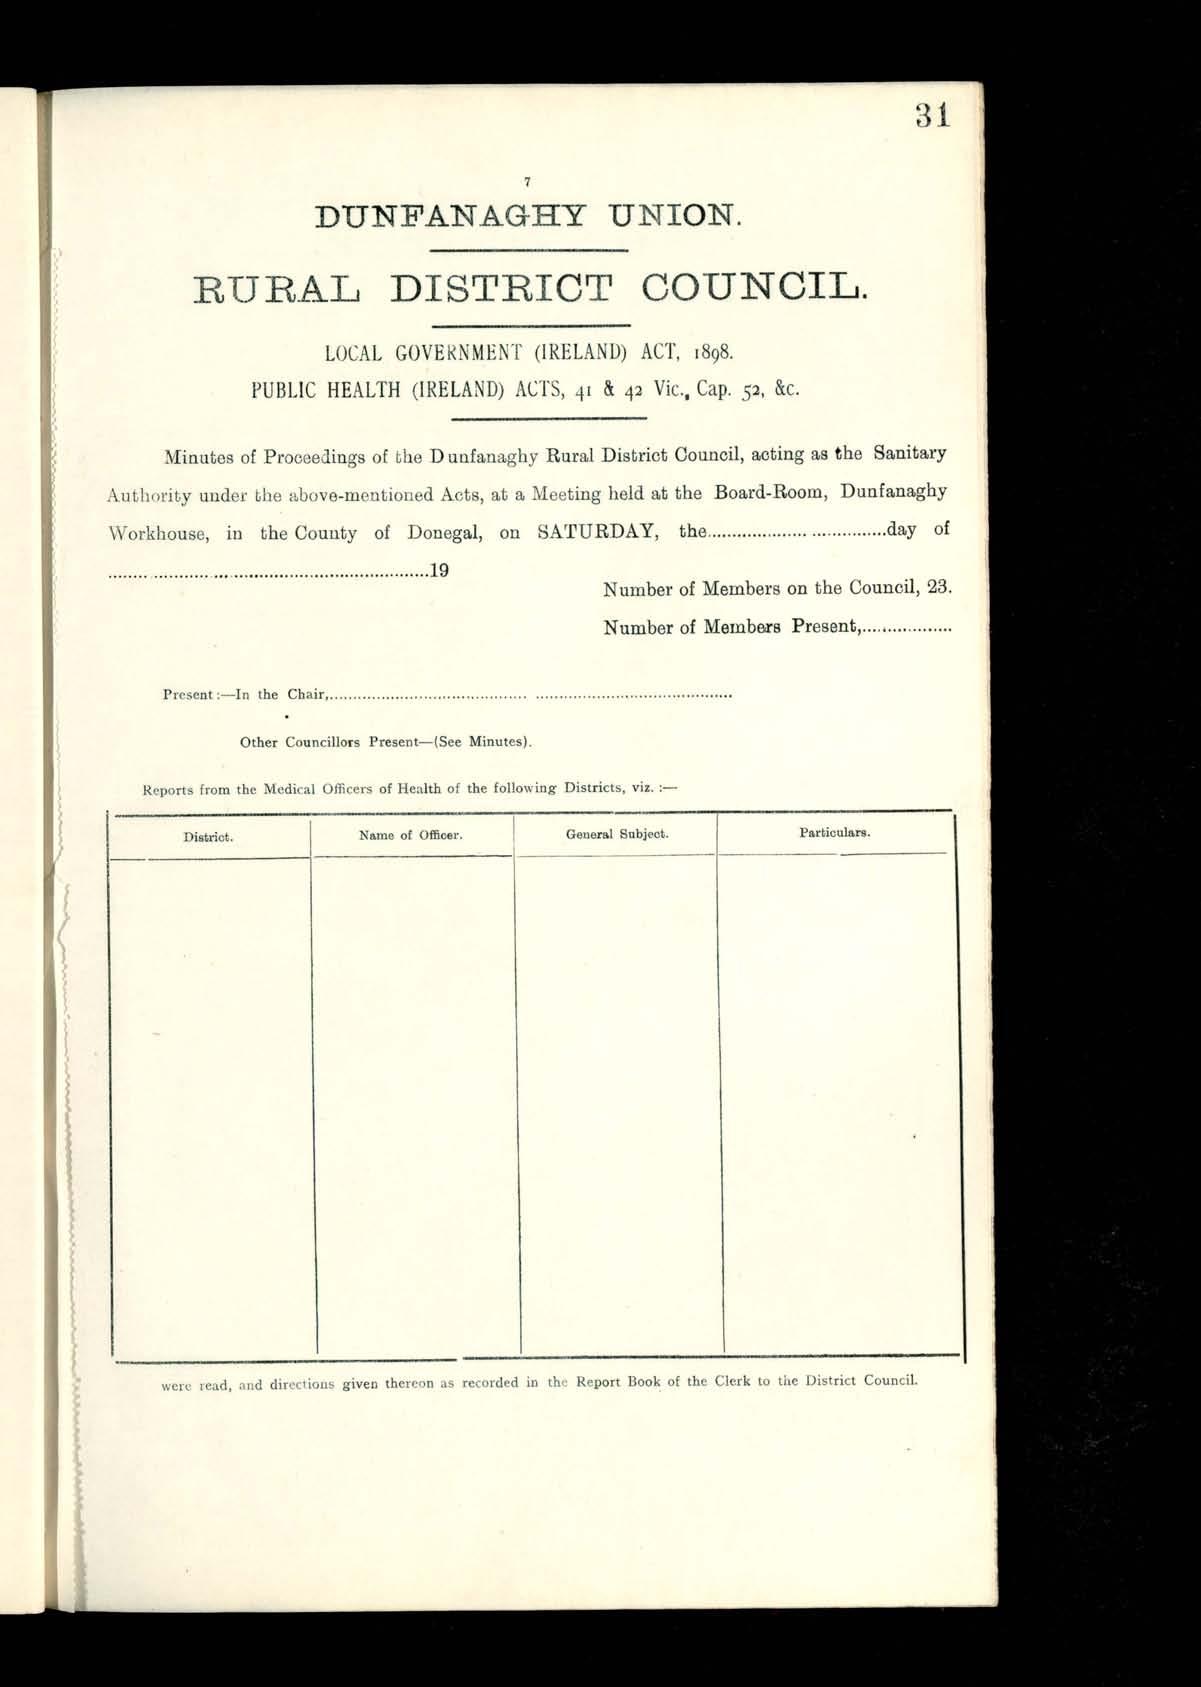 31
7
DUNFANAGHY UNION.
RURAL DISTRICT COUNCIL.
LOCAL GOVERNMENT (IRELAND) ACT, 1898.
PUBLIC HEALTH (IRELAND) ACTS, 41 & 42 Vic., Cap. 52, &c.
Minutes of Proceedings of the Dunfanaghy Rural District Council, acting as the Sanitary
Authority under the above-mentioned Acts, at a Meeting held at the Board-Room, Dunfanaghy
Workhouse, in the County of Donegal, on SATURDAY, the...................................day of
...............................................................19
Number of Members on the Council, 23.
Number of Members Present,..................
Present:—In the Chair,................................................................................
Other Councillors Present—(See Minutes).
Reports from the Medical Officers of Health of the following Districts, viz. :—
District. Name of Officer. General Subject. Particulars.
were read, and directions given thereon as recorded in the Report Book of the Clerk to the District Council.